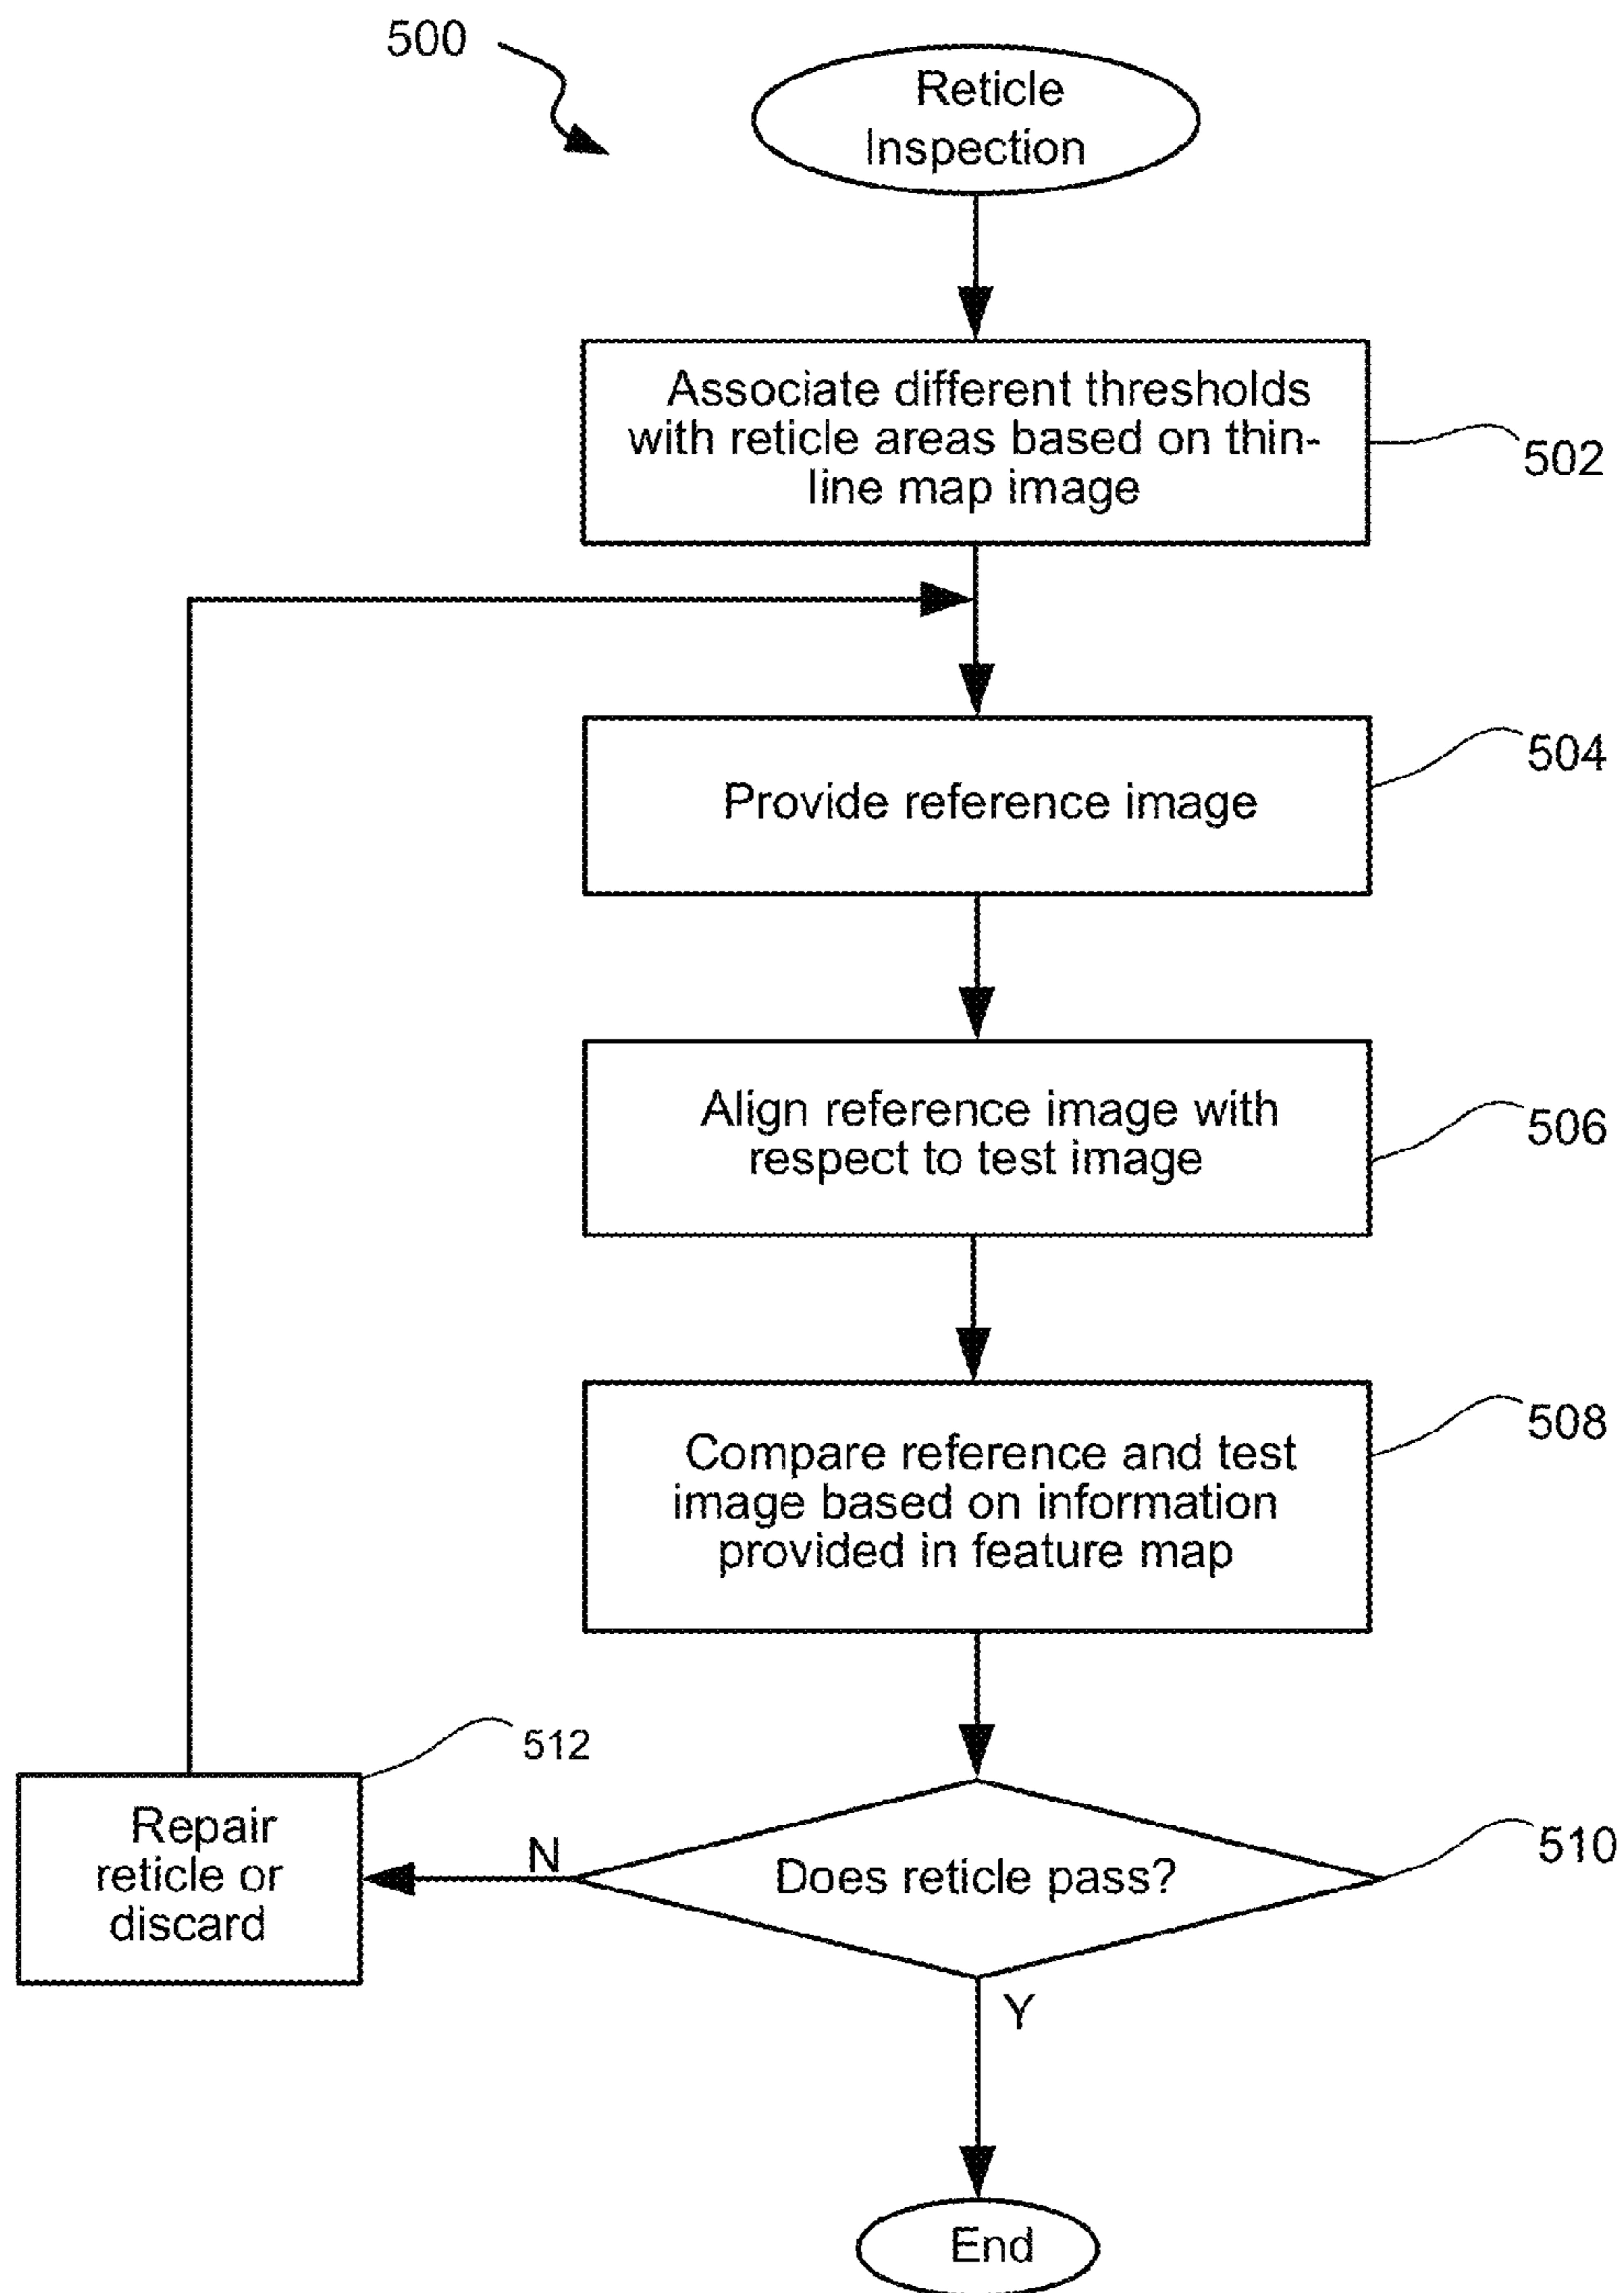 500
Reticle
Inspection
Associate different thresholds
with reticle areas based on thin-
line map image
502
Provide reference image
504
Align reference image with
respect to test image
506
Compare reference and test
image based on information
provided in feature map
508
512
Repair
reticle or
discard
N
Does reticle pass?
510
Y
End